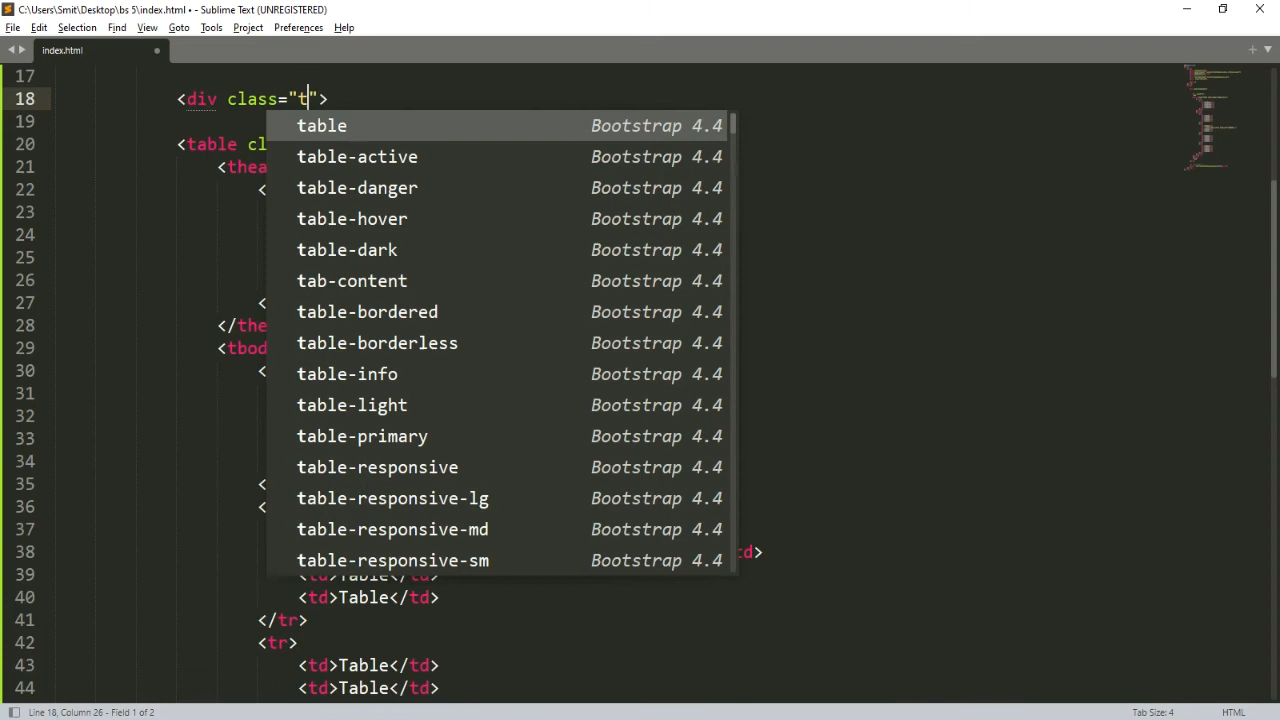 C:\Users\Smit\Desktop\bs 5\index.html • - Sublime Text (UNREGISTERED)
File Edit Selection Find View Goto Tools Project Preferences Help
index.html
17
18 <div class="t">
19 table Bootstrap 4.4
20 <table cl
table-active Bootstrap 4.4
21 <thea
22 < table-danger Bootstrap 4.4
23 table-hover Bootstrap 4.4
24 table-dark Bootstrap 4.4
25
26 tab-content Bootstrap 4.4
27 < table-bordered Bootstrap 4.4
28 </the
29 <tbod table-borderless Bootstrap 4.4
30 < table-info Bootstrap 4.4
31
32 table-light Bootstrap 4.4
33 table-primary Bootstrap 4.4
34 table-responsive Bootstrap 4.4
35 <
36 < table-responsive-lg Bootstrap 4.4
37 table-responsive-md Bootstrap 4.4
38 td>
table-responsive-sm Bootstrap 4.4
39 <td>Table</td>
40 <td>Table</td>
41 </tr>
42 <tr>
43 <td>Table</td>
44 <td>Table</td>
Line 18, Column 26 - Field 1 of 2 Tab Size: 4 HTML